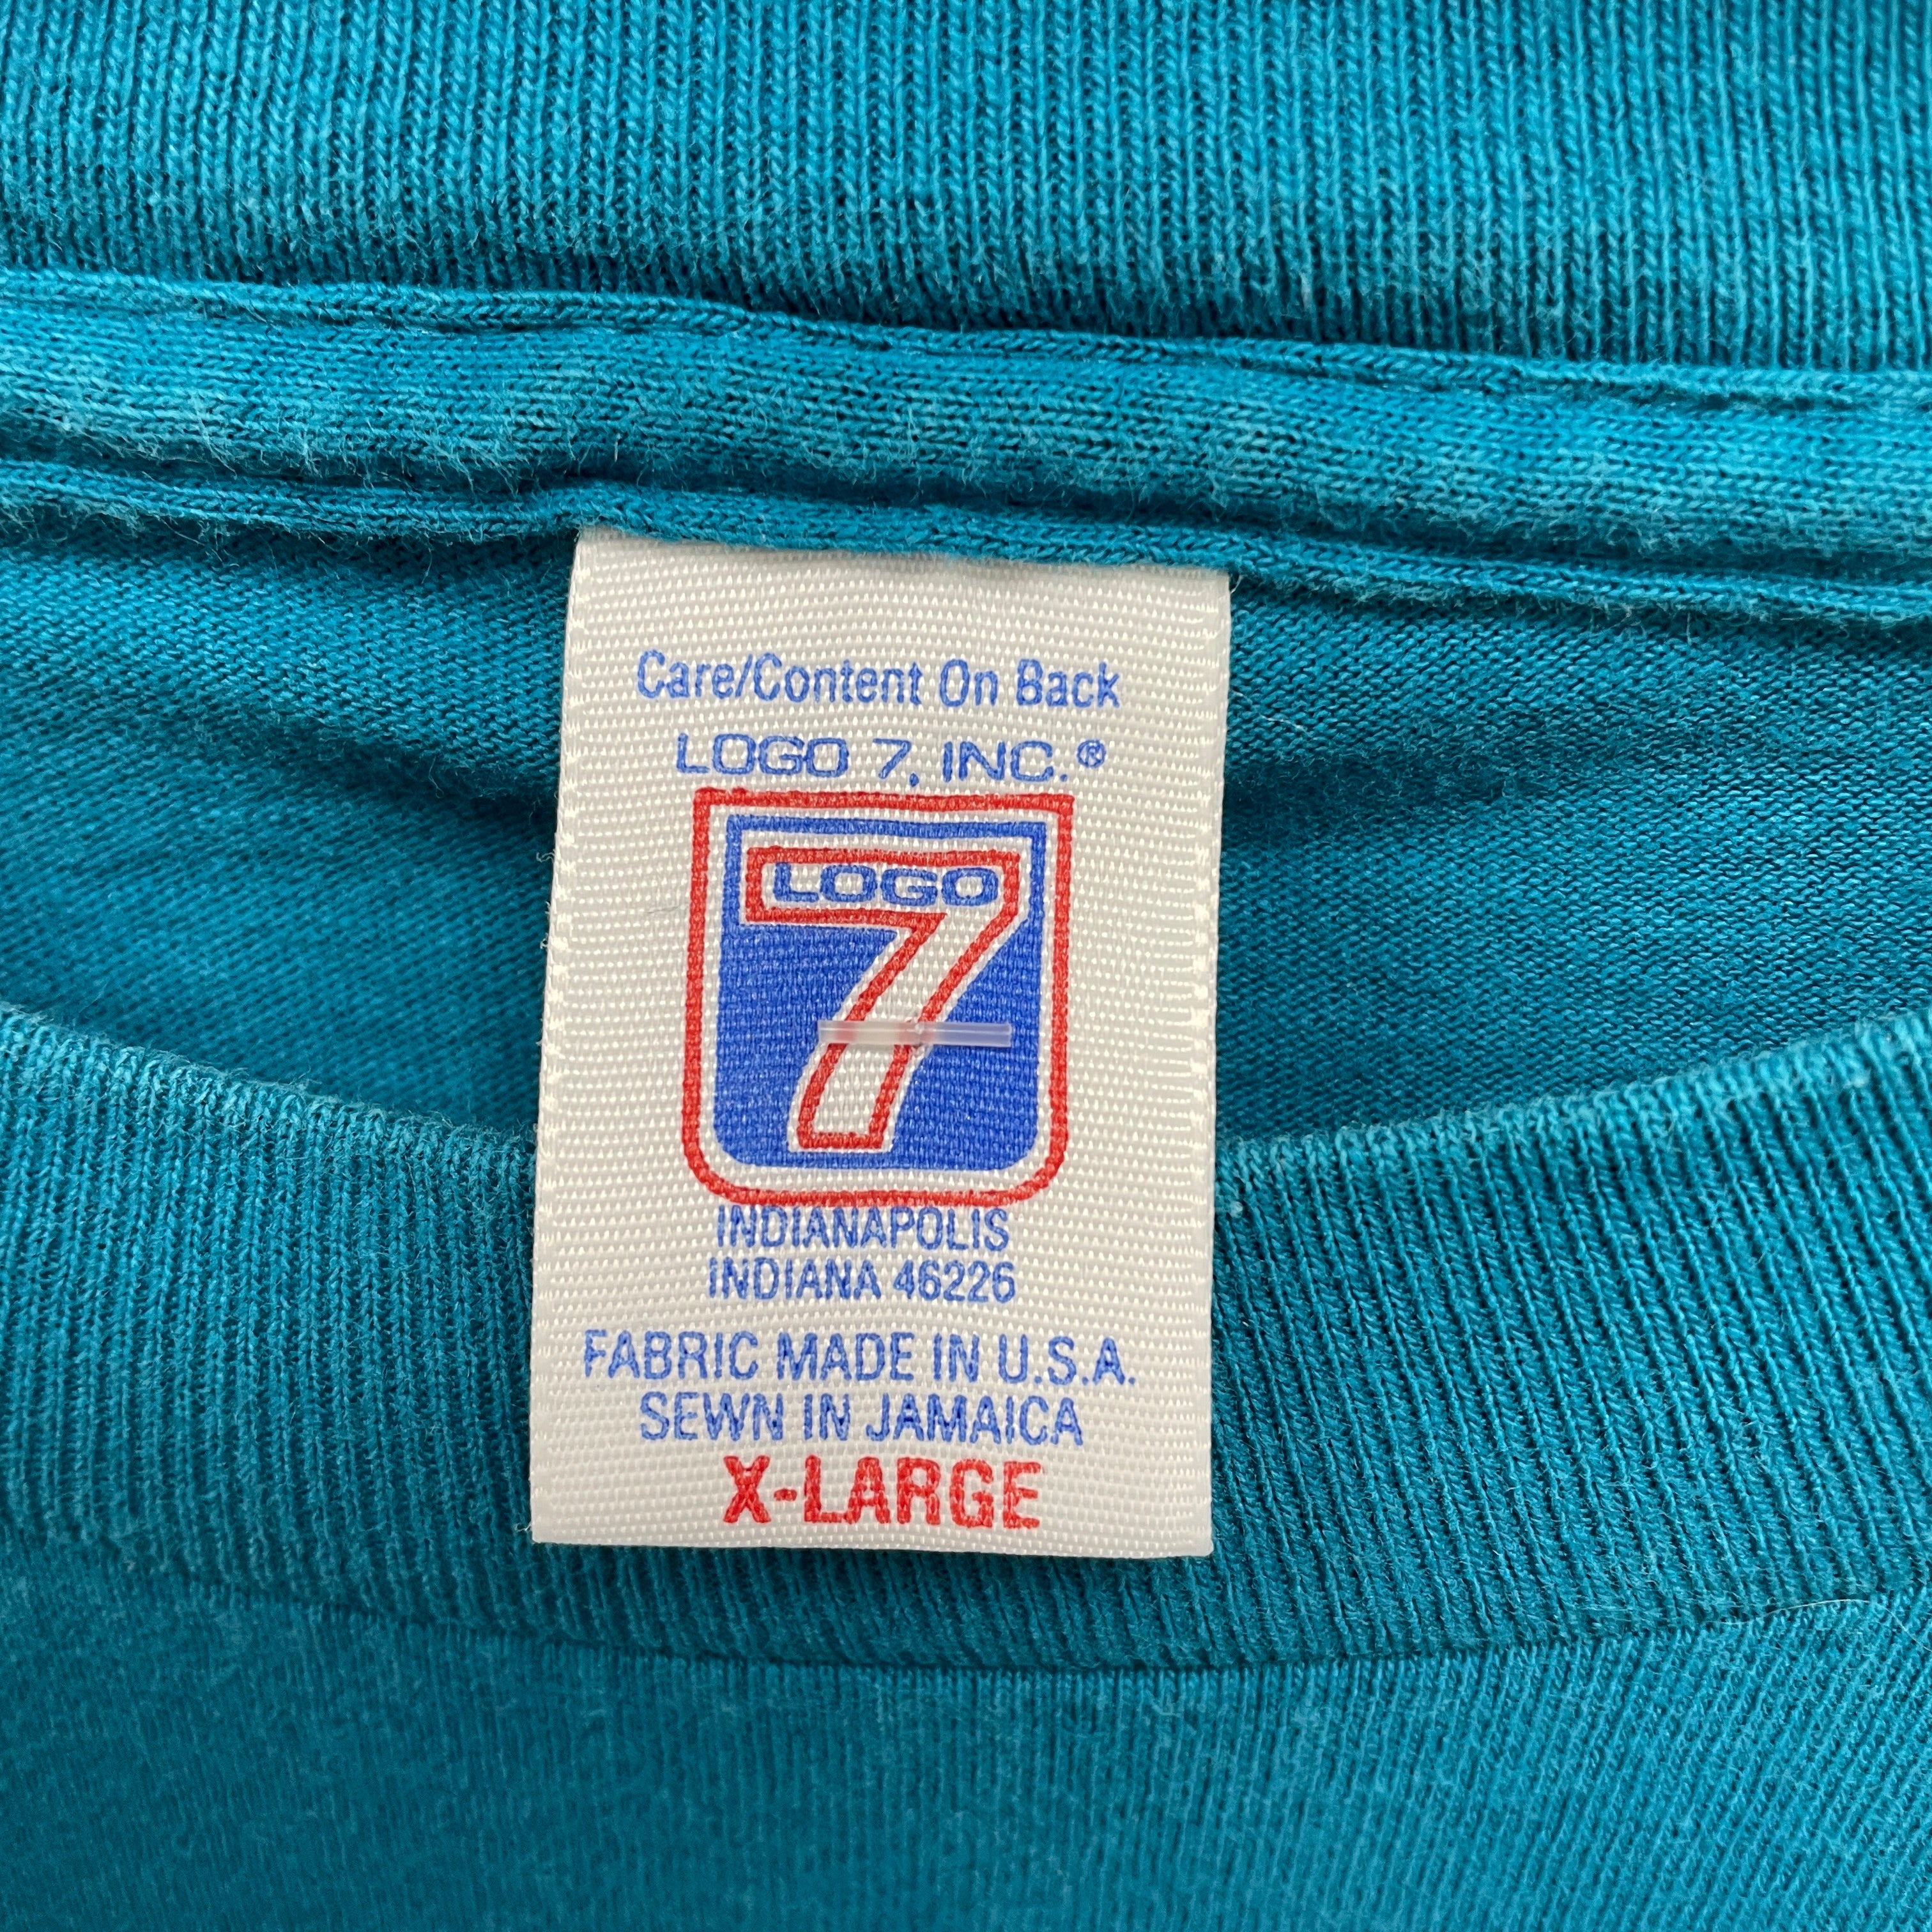 Care/Content On Back
LOGO 7, INC.®
LOGO
7
INDIANAPOLIS
INDIANA 46226
FABRIC MADE IN U.S.A.
SEWN IN JAMAICA
X-LARGE